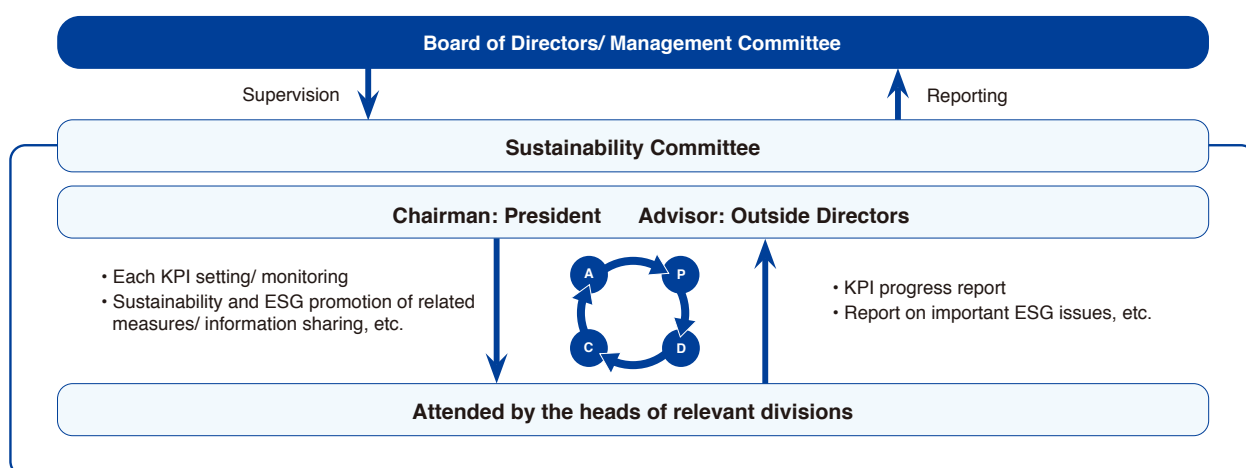 Board of Directors/ Management Committee
Supervision
Reporting
Sustainability Committee
Chairman: President Advisor: Outside Directors
• Each KPI setting/ monitoring
• Sustainability and ESG promotion of related
measures/ information sharing, etc.
A
P
C
D
• KPI progress report
• Report on important ESG issues, etc.
Attended by the heads of relevant divisions